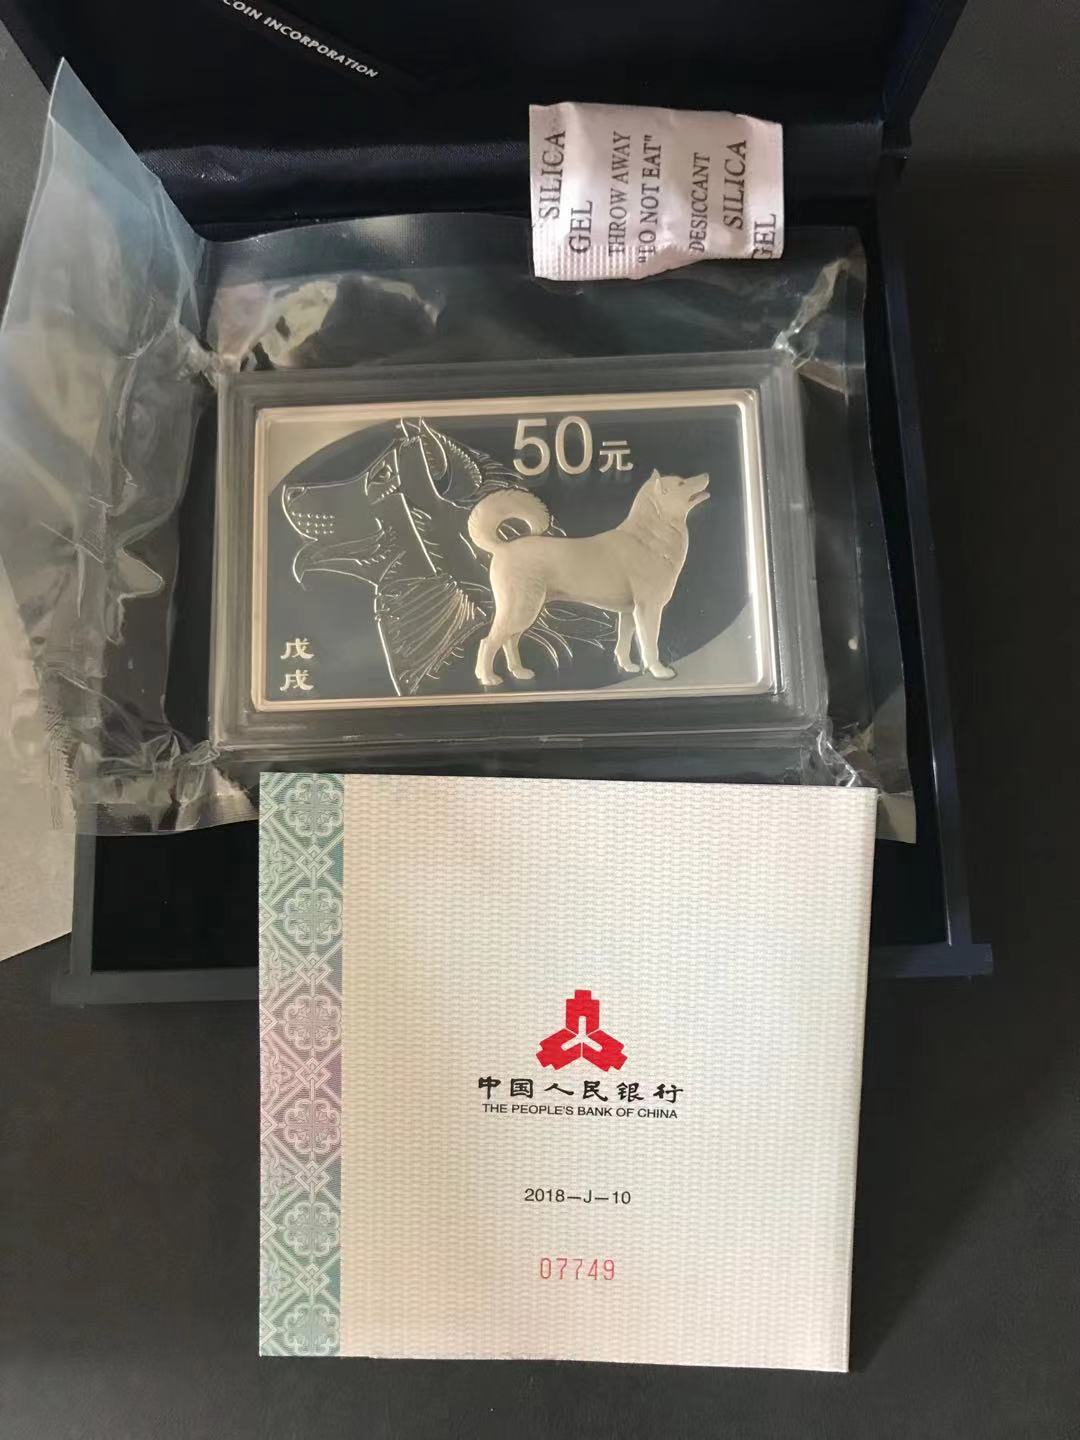 COIN INCORPORATION
SILICA
GEL
THROW AWAY
"DO NOT EAT"
DESICCANT
SILICA
GEL
50元
戊
戌
中国人民银行
THE PEOPLE'S BANK OF CHINA
2018-J-10
07749